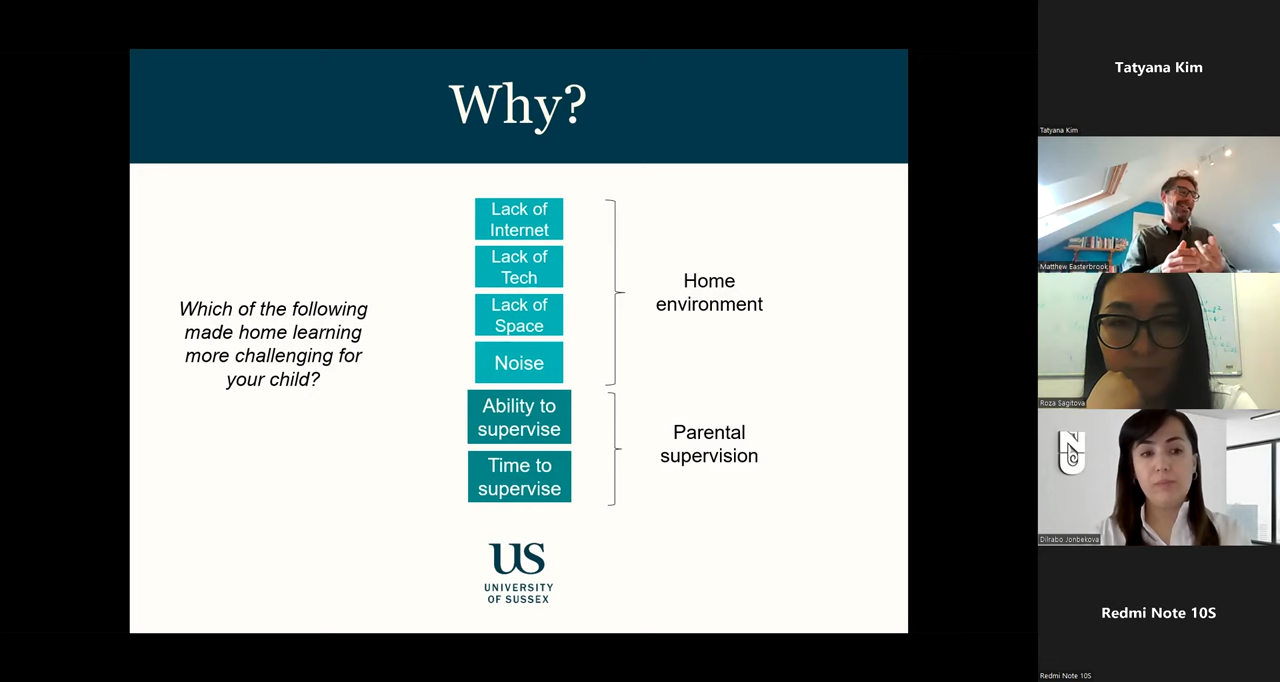 Why?
Which of the following
made home learning
more challenging for
your child?
Lack of
Internet
Lack of
Tech
Lack of
Space
Noise
Ability to
supervise
Time to
supervise
Home
environment
Parental
supervision
US
UNIVERSITY
OF SUSSEX
Tatyana Kim
Tatyana Kim
Matthew Easterbrook
Roza Sagitova
Dilrabo Jonbekova
Redmi Note 10S
Redmi Note 10S